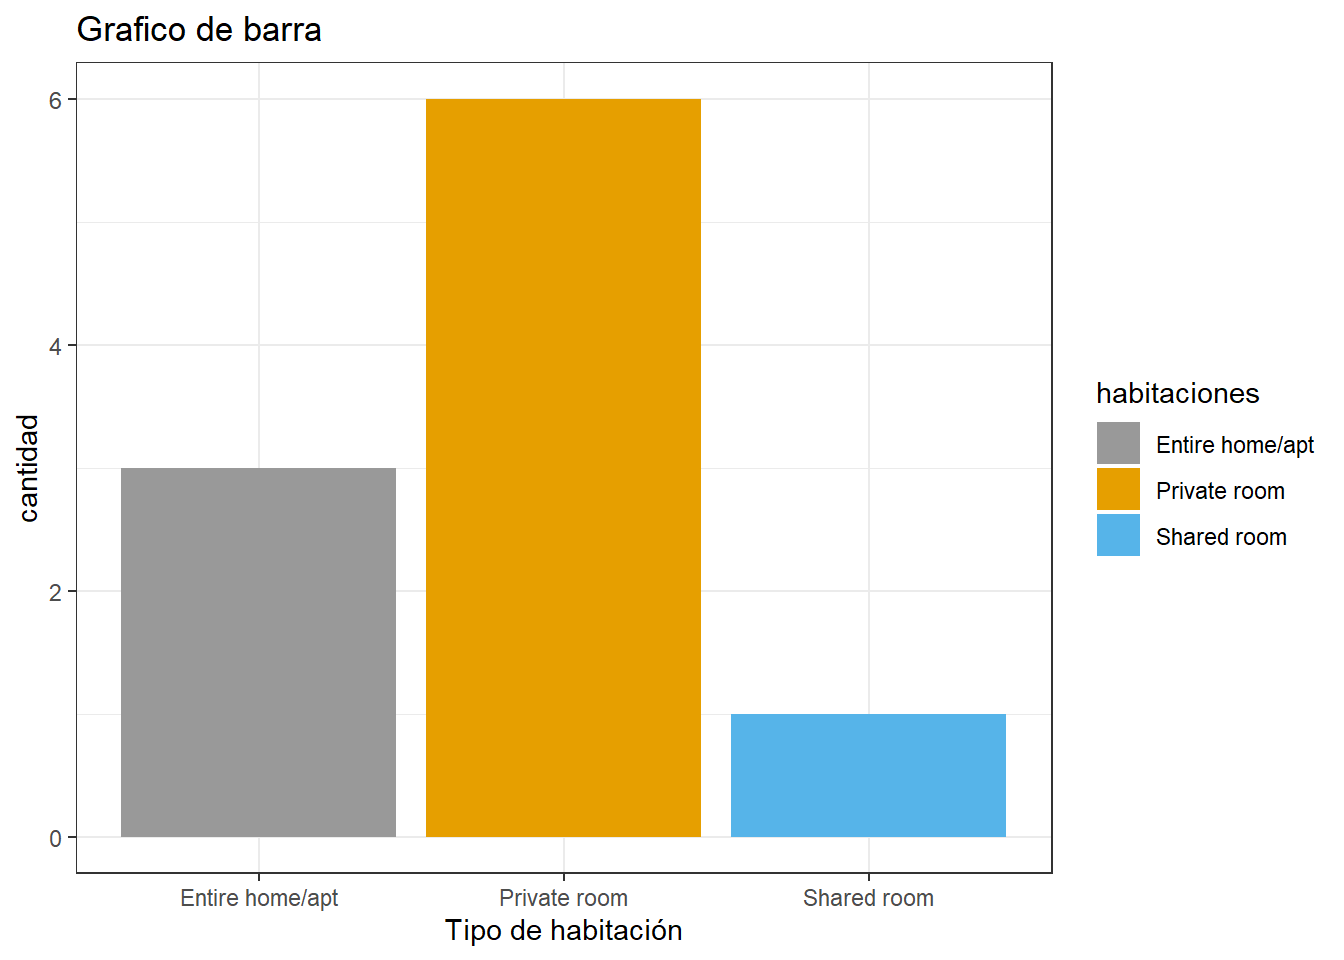 Grafico de barra
6
4
2
0
cantidad
Entire home/apt
Private room
Shared room
Tipo de habitación
habitaciones
Entire home/apt
Private room
Shared room